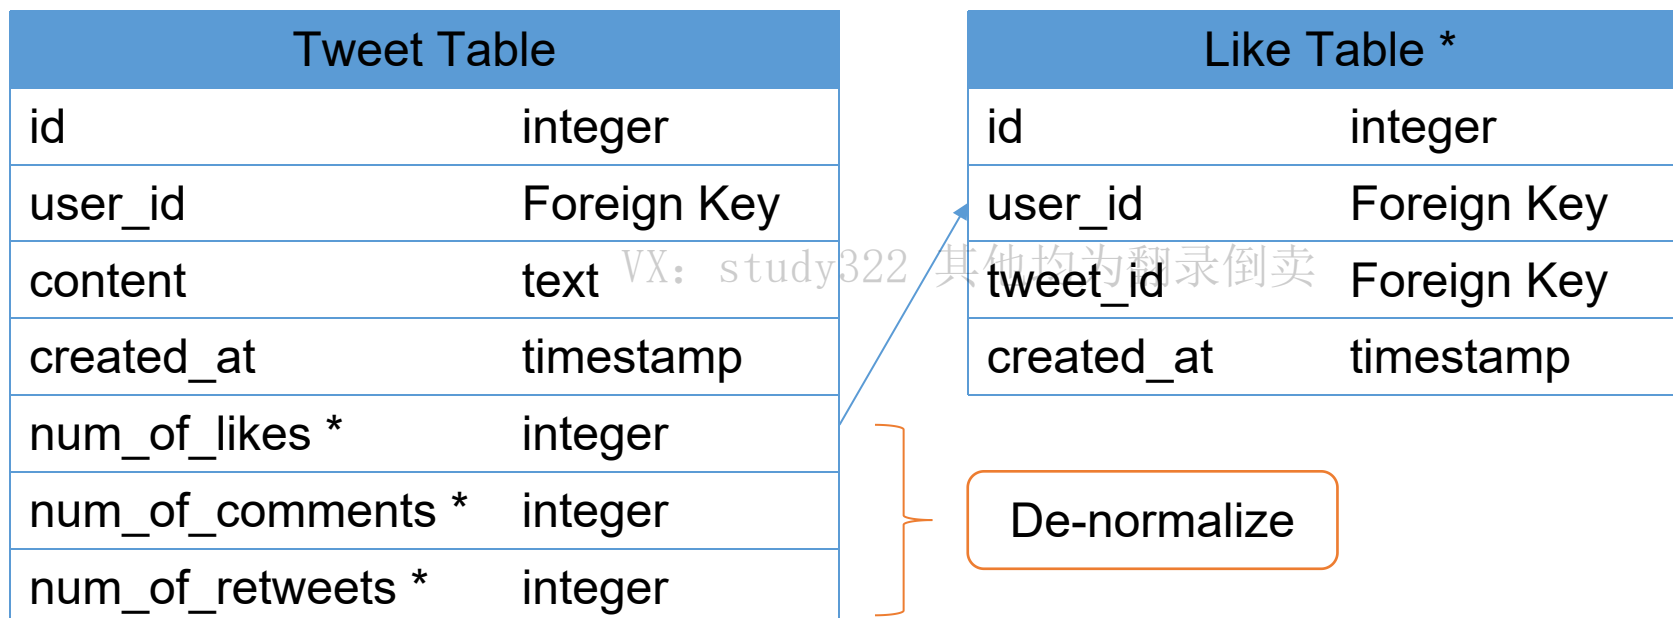 Tweet Table
id integer
user_id Foreign Key
content text
created_at timestamp
num_of_likes * integer
num_of_comments * integer
num_of_retweets * integer
Like Table *
id integer
user_id Foreign Key
tweet_id Foreign Key
created_at timestamp
De-normalize
VX: study322 其他均为翻录倒卖